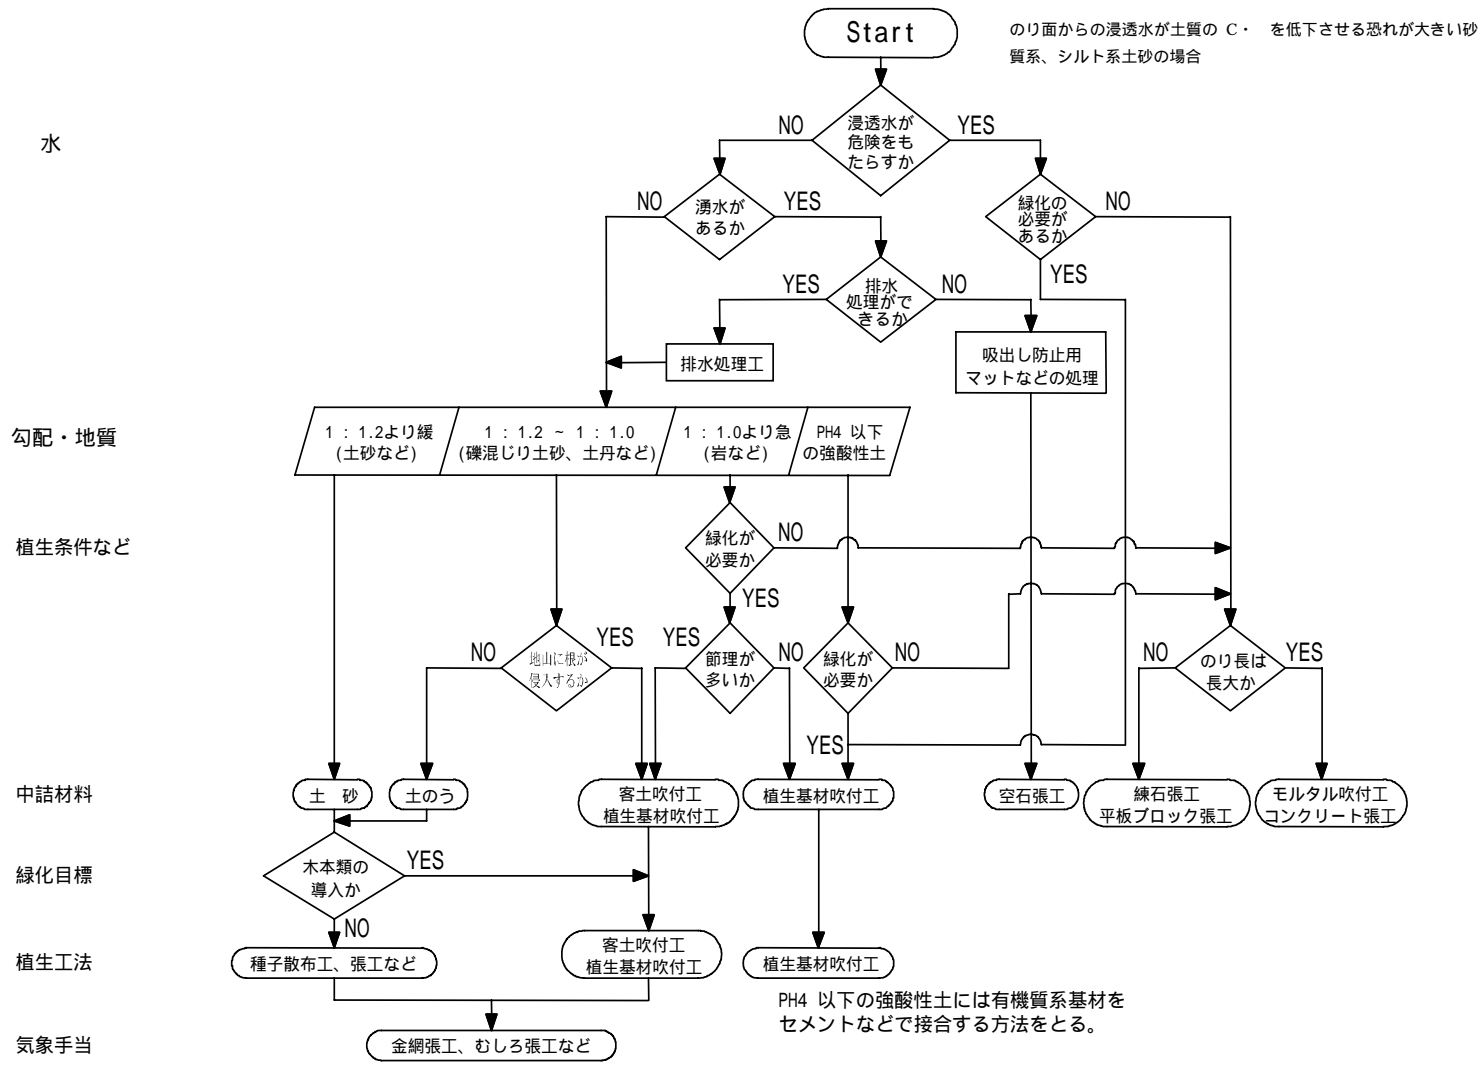 Start
のり面からの浸透水が土質の C・　を低下させる恐れが大きい砂
質系、シルト系土砂の場合
水
浸透水が
危険をも
たらすか
NO
YES
湧水が
あるか
NO
YES
緑化の
必要が
あるか
NO
YES
排水
処理がで
きるか
YES
NO
排水処理工
吸出し防止用
マットなどの処理
勾配・地質
1 : 1.2より緩
(土砂など)
1 : 1.2 ~ 1 : 1.0
(礫混じり土砂、土丹など)
1 : 1.0より急
(岩など)
PH4 以下
の強酸性土
植生条件など
緑化が
必要か
NO
YES
地山に根が
侵入するか
NO
YES
節理が
多いか
YES
NO
緑化が
必要か
NO
YES
のり長は
長大か
NO
YES
中詰材料
土　砂
土のう
客土吹付工
植生基材吹付工
植生基材吹付工
空石張工
練石張工
平板ブロック張工
モルタル吹付工
コンクリート張工
緑化目標
木本類の
導入か
YES
NO
植生工法
種子散布工、張工など
客土吹付工
植生基材吹付工
植生基材吹付工
PH4 以下の強酸性土には有機質系基材を
セメントなどで接合する方法をとる。
気象手当
金網張工、むしろ張工など